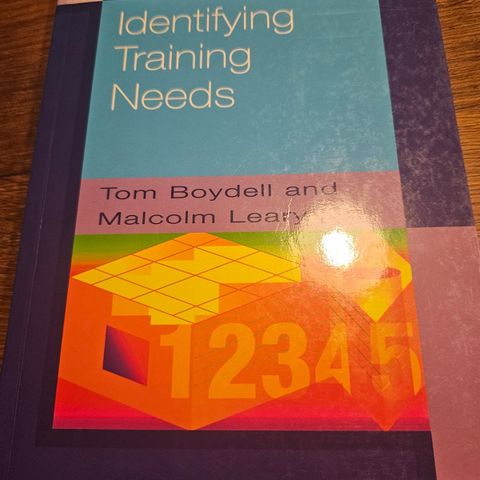 Identifying
Training
Needs
Tom Boydell and
Malcolm Leary
12345